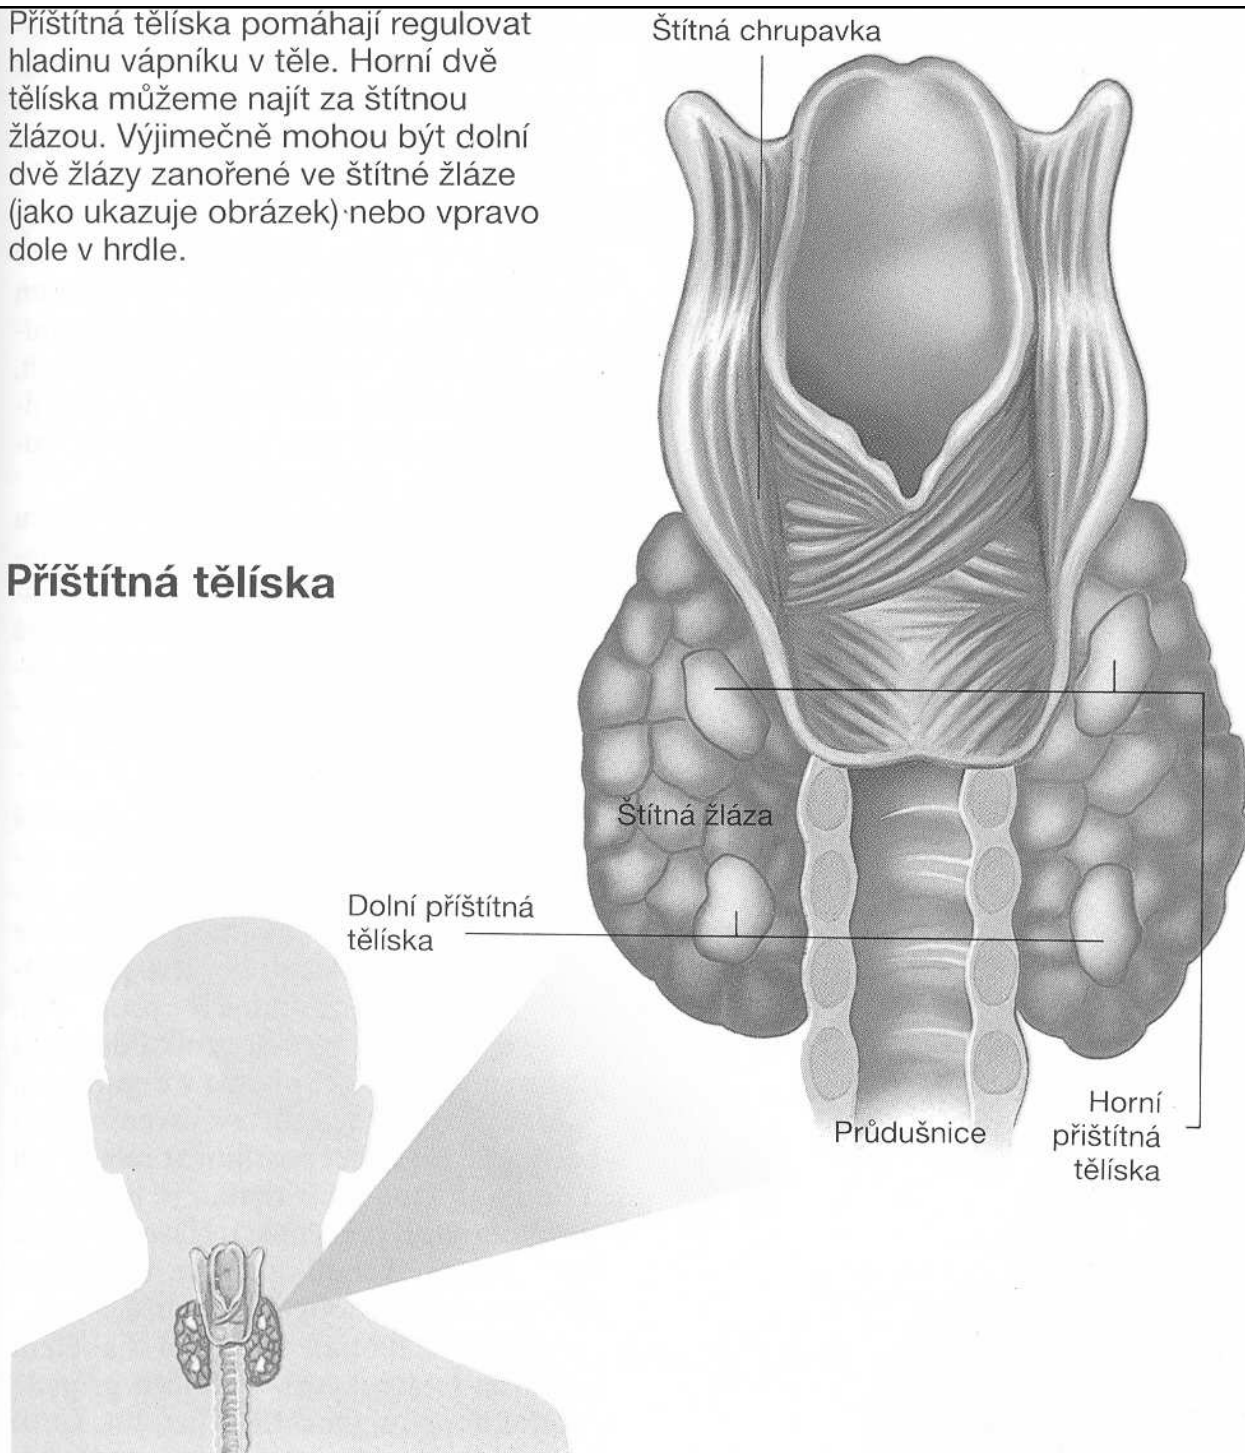 Příštítná tělíska pomáhají regulovat
hladinu vápníku v těle. Horní dvě
tělíska můžeme najít za štítnou
žlázou. Výjimečně mohou být dolní
dvě žlázy zanořené ve štítné žláze
(jako ukazuje obrázek) nebo vpravo
dole v hrdle.
Štítná chrupavka
Příštítná tělíska
Štítná žláza
Dolní příštítná
tělíska
Průdušnice
Horní
přištítná
tělíska